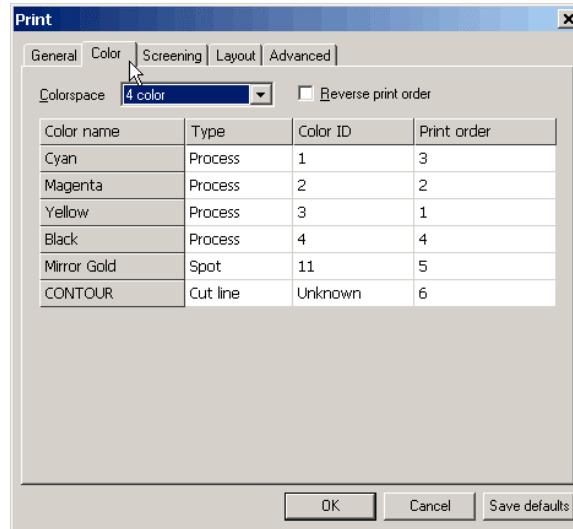 Print
General Color Screening Layout Advanced
Colorspace 4 color Reverse print order
Color name Type Color ID Print order
Cyan Process 1 3
Magenta Process 2 2
Yellow Process 3 1
Black Process 4 4
Mirror Gold Spot 11 5
CONTOUR Cut line Unknown 6
OK Cancel Save defaults